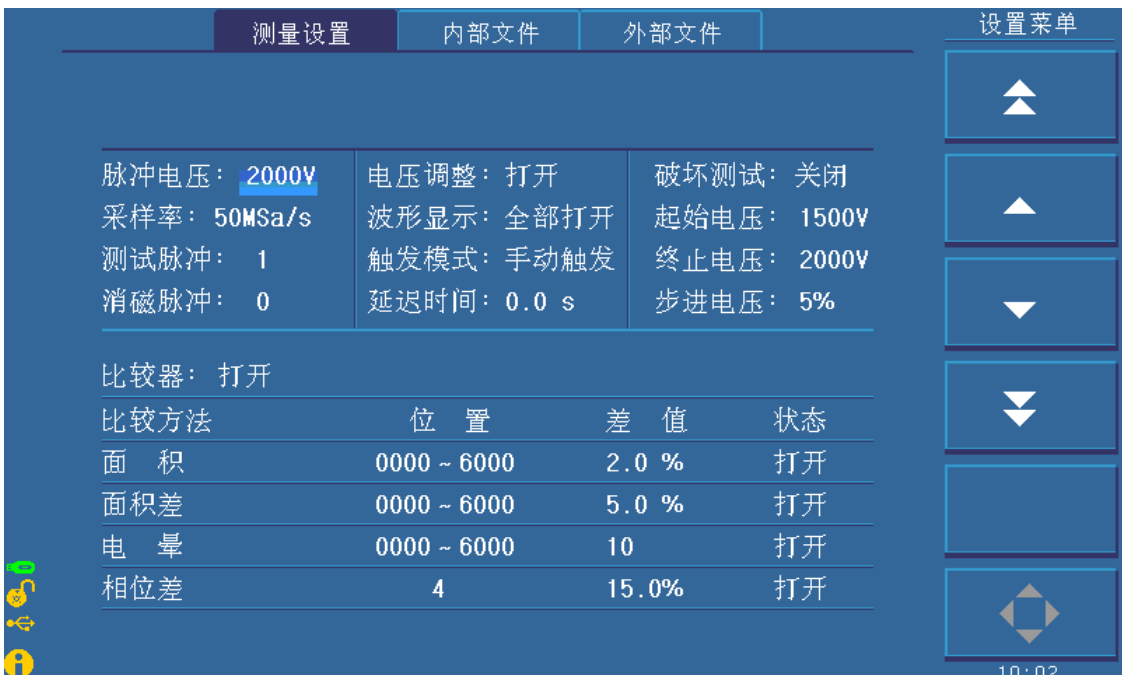 测量设置 内部文件 外部文件 设置菜单
脉冲电压： 2000V 电压调整：打开 破坏测试：关闭
采样率：50MSa/s 波形显示：全部打开 起始电压： 1500V
测试脉冲： 1 触发模式：手动触发 终止电压： 2000V
消磁脉冲： 0 延迟时间：0.0 s 步进电压： 5%
比较器： 打开
比较方法 位 置 差 值 状态
面 积 0000 ~ 6000 2.0 % 打开
面积差 0000 ~ 6000 5.0 % 打开
电 晕 0000 ~ 6000 10 打开
相位差 4 15.0% 打开